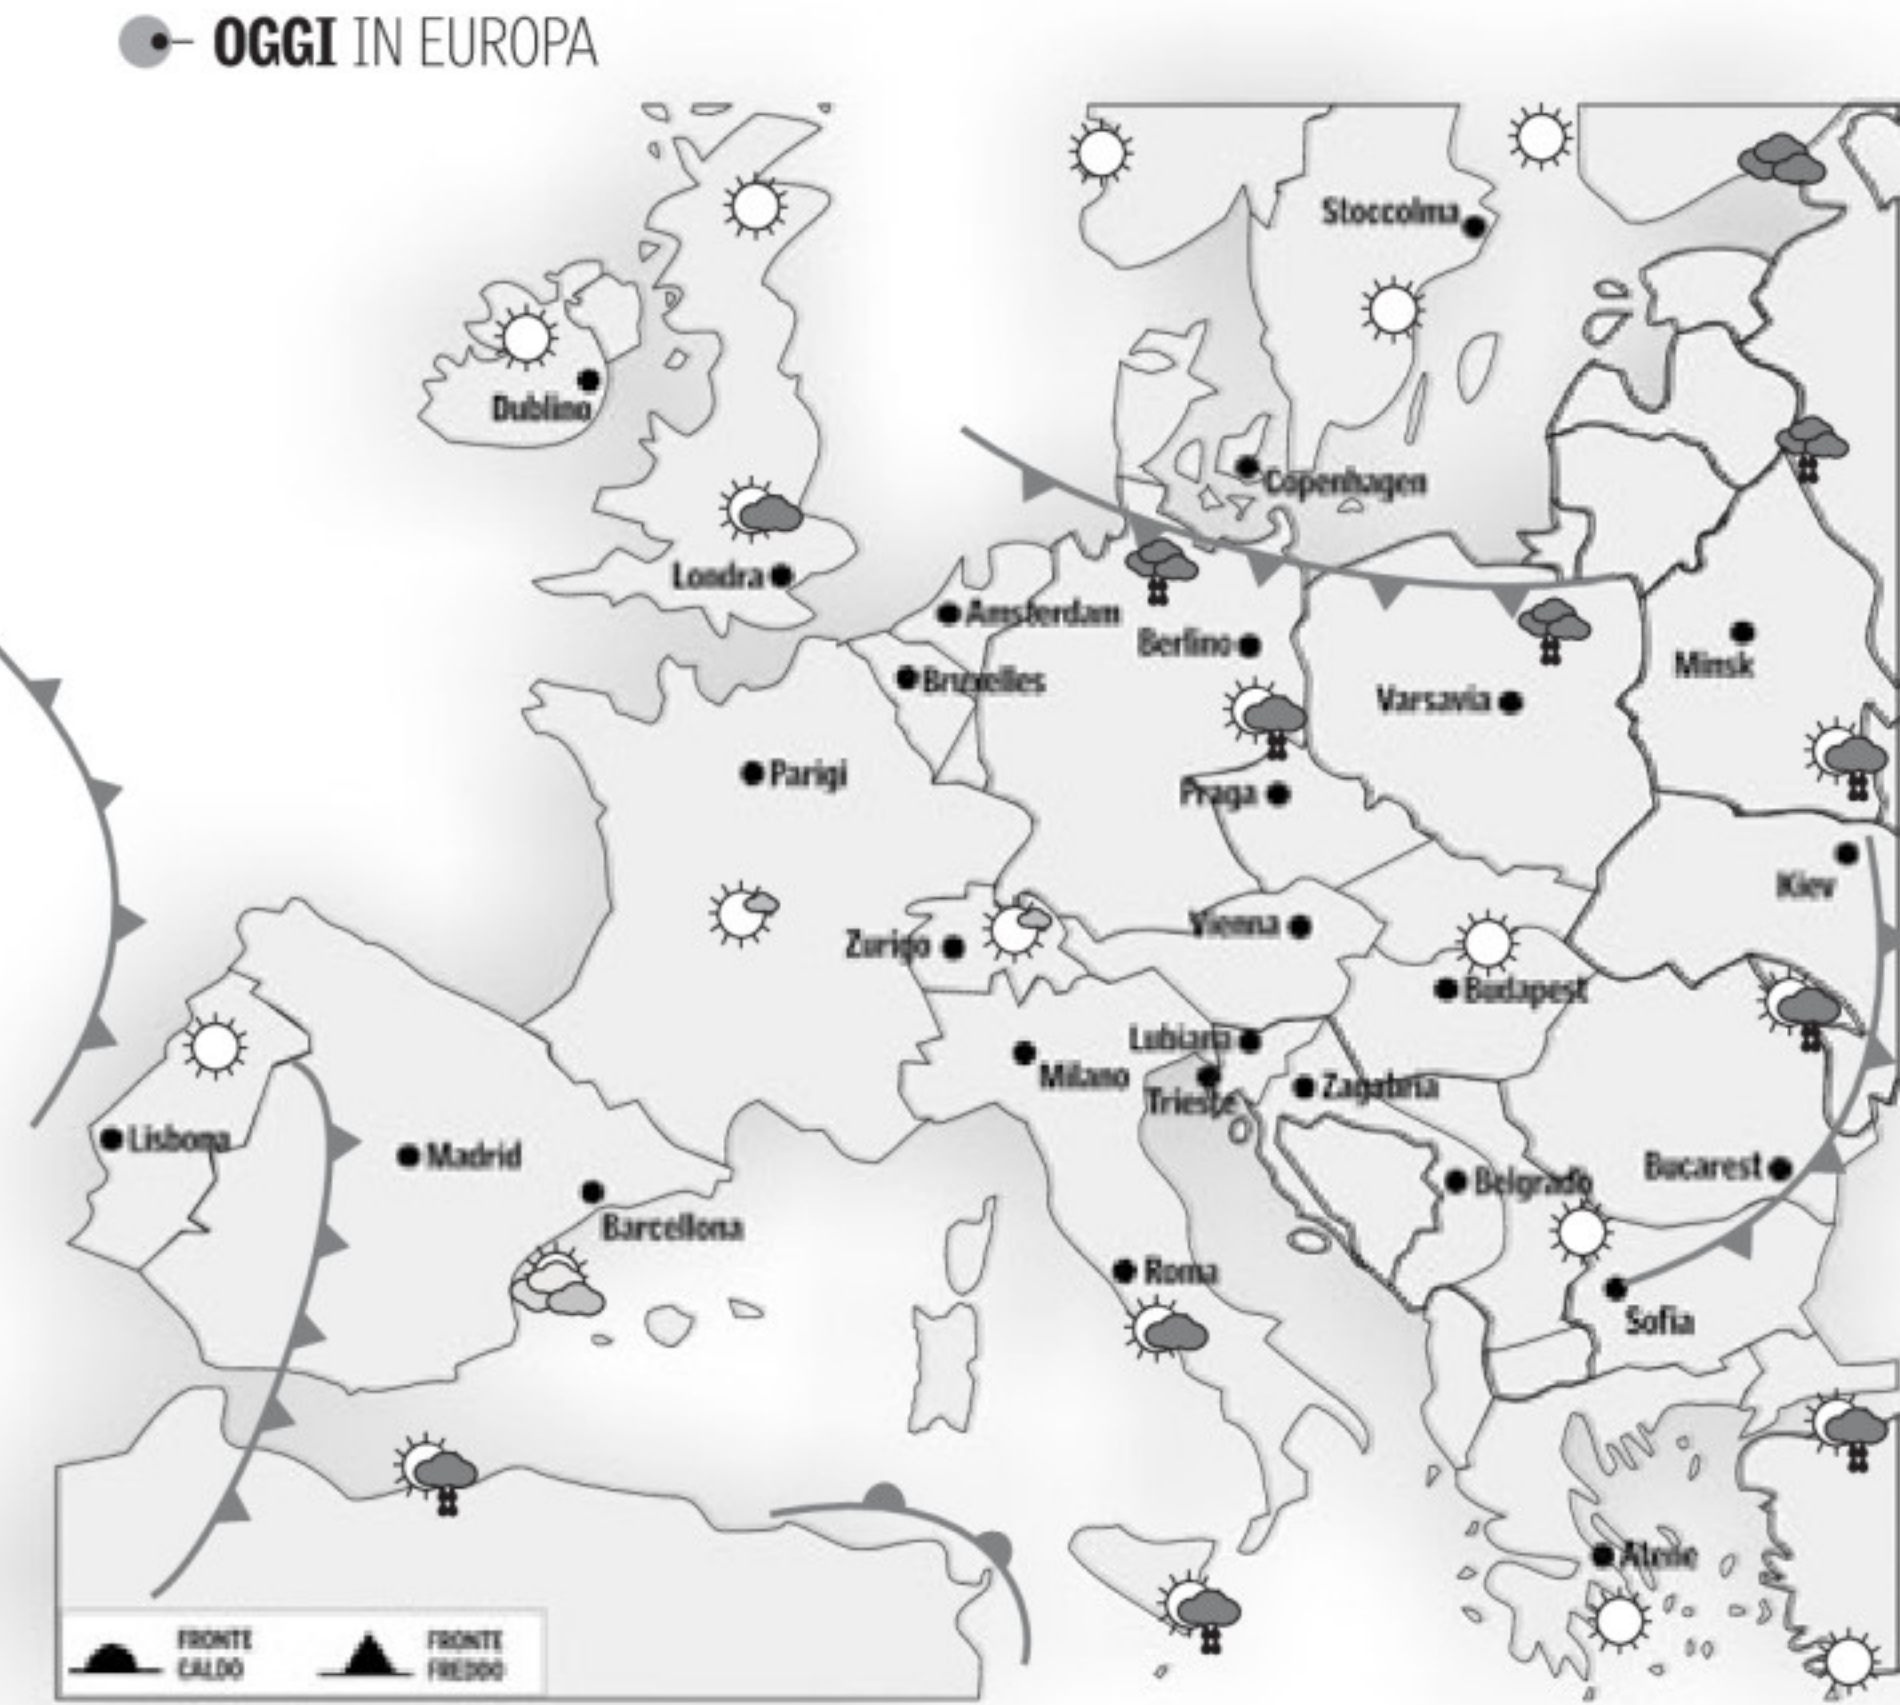 OGGI IN EUROPA
Stoccolma
Dublino
Copenhagen
Londra
Amsterdam
Berlino
Minsk
Bruxelles
Varsavia
Parigi
Praga
Kiev
Vienna
Zurigo
Budapest
Lubiana
Milano
Zagabria
Trieste
Lisbona
Madrid
Bucarest
Belgrado
Barcellona
Roma
Sofia
Atene
FRONTE
CALDO
FRONTE
FREDDO